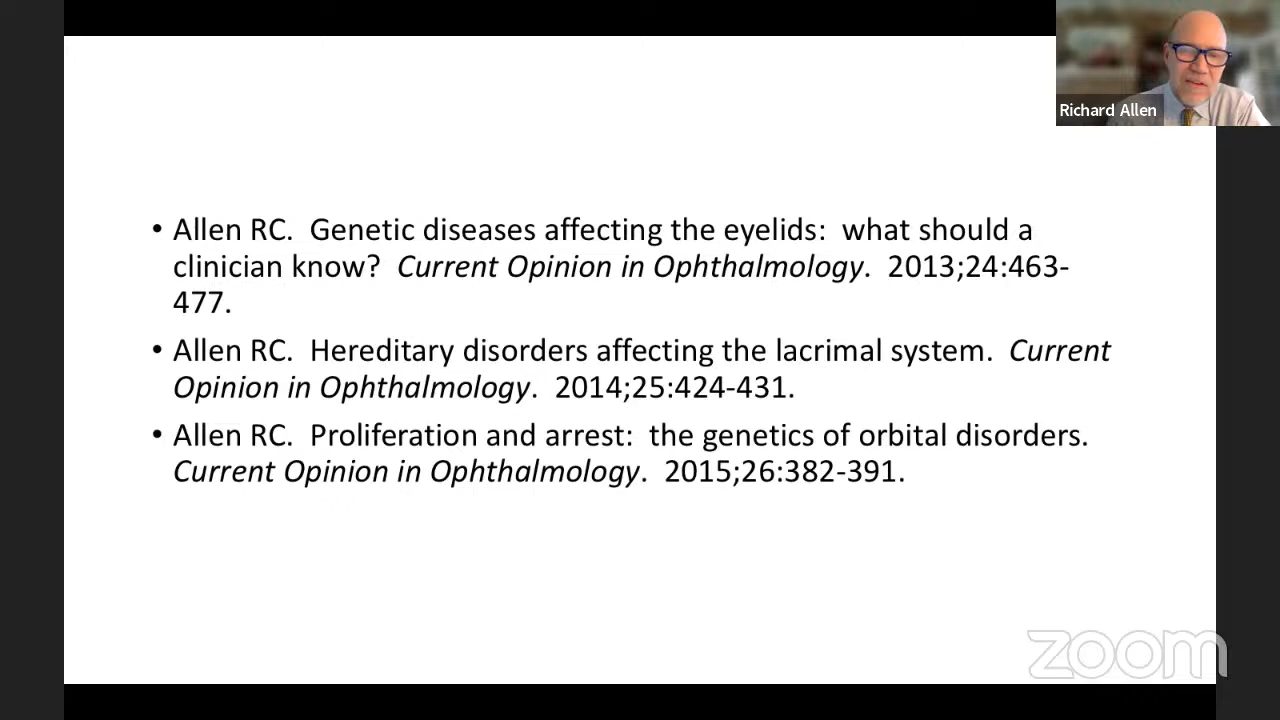 Richard Allen
• Allen RC.  Genetic diseases affecting the eyelids:  what should a
clinician know?  Current Opinion in Ophthalmology.  2013;24:463-
477.
• Allen RC.  Hereditary disorders affecting the lacrimal system.  Current
Opinion in Ophthalmology.  2014;25:424-431.
• Allen RC.  Proliferation and arrest:  the genetics of orbital disorders.
Current Opinion in Ophthalmology.  2015;26:382-391.
zoom